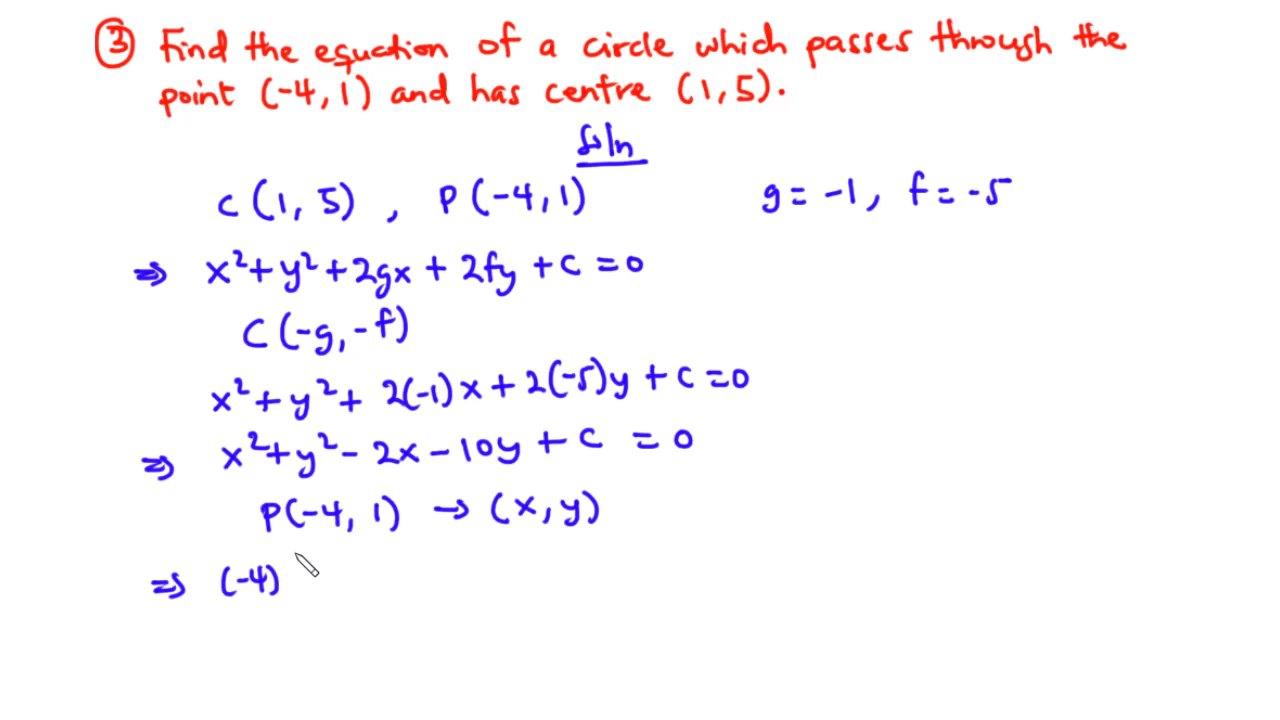 ③ Find the equation of a circle which passes through the
point (-4, 1) and has centre (1, 5).
Soln
C (1, 5) , P (-4, 1) g = -1, f = -5
⇒ x²+y²+2gx + 2fy + C = 0
C (-g, -f)
x²+y²+ 2(-1)x + 2(-5)y + C = 0
⇒ x²+y²- 2x - 10y + C = 0
P(-4, 1) → (x, y)
⇒ (-4)